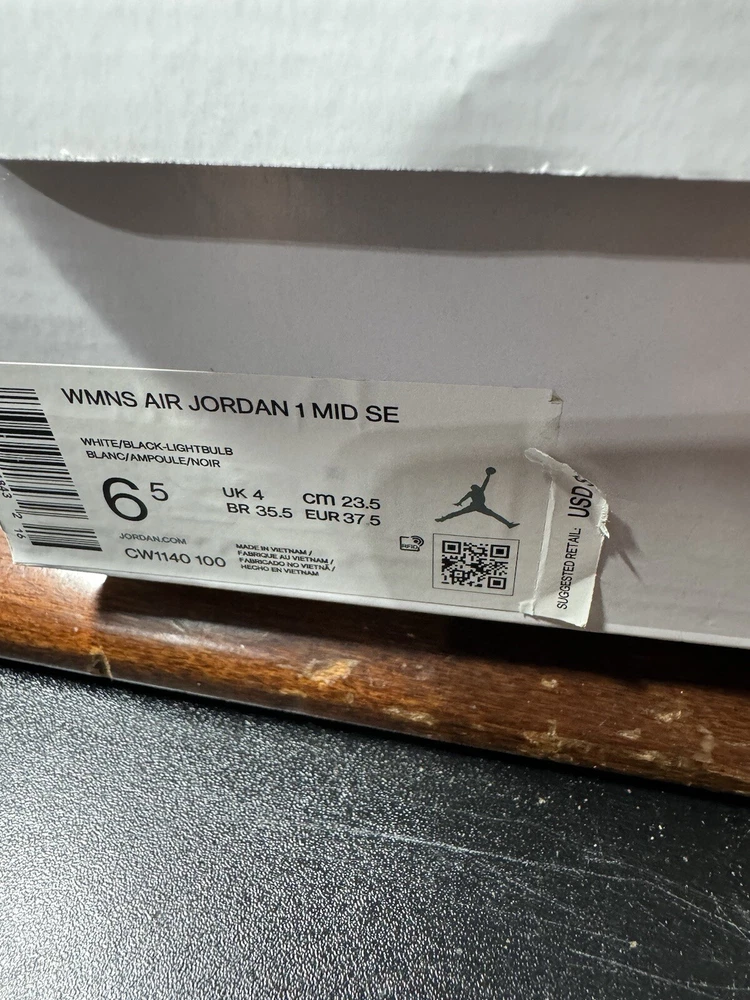 WMNS AIR JORDAN 1 MID SE
WHITE/BLACK-LIGHTBULB
BLANC/AMPOULE/NOIR
6 5
UK 4
cm 23.5
BR 35.5
EUR 37.5
JORDAN.COM
CW1140 100
MADE IN VIETNAM /
FABRIQUE AU VIETNAM /
FABRICADO NO VIETNÃ /
HECHO EN VIETNAM
RFID
SUGGESTED RETAIL: USD